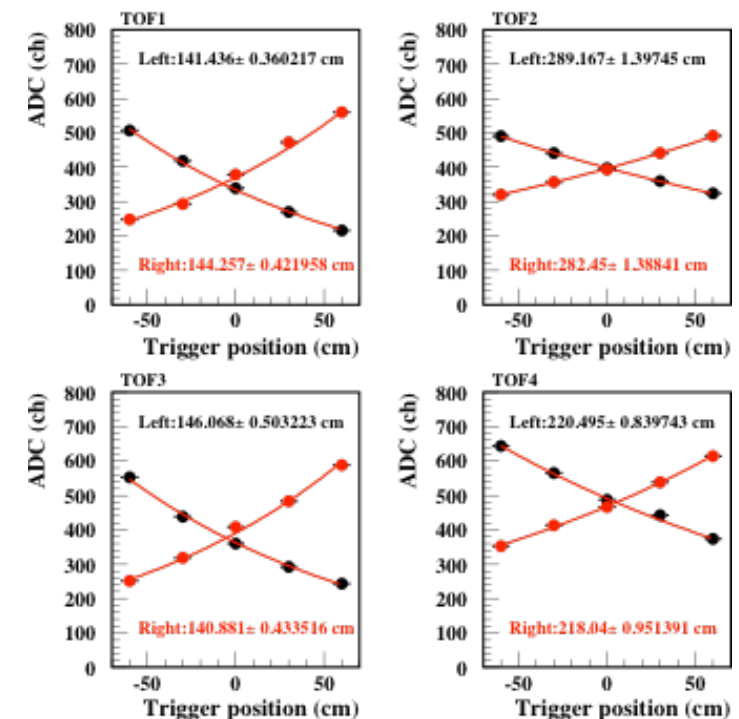 TOF1
ADC (ch)
800
700
600
500
400
300
200
100
0
Left:141.436± 0.360217 cm
Right:144.257± 0.421958 cm
-50 0 50
Trigger position (cm)
TOF2
ADC (ch)
800
700
600
500
400
300
200
100
0
Left:289.167± 1.39745 cm
Right:282.45± 1.38841 cm
-50 0 50
Trigger position (cm)
TOF3
ADC (ch)
800
700
600
500
400
300
200
100
0
Left:146.068± 0.503223 cm
Right:140.881± 0.433516 cm
-50 0 50
Trigger position (cm)
TOF4
ADC (ch)
800
700
600
500
400
300
200
100
0
Left:220.495± 0.839743 cm
Right:218.04± 0.951391 cm
-50 0 50
Trigger position (cm)